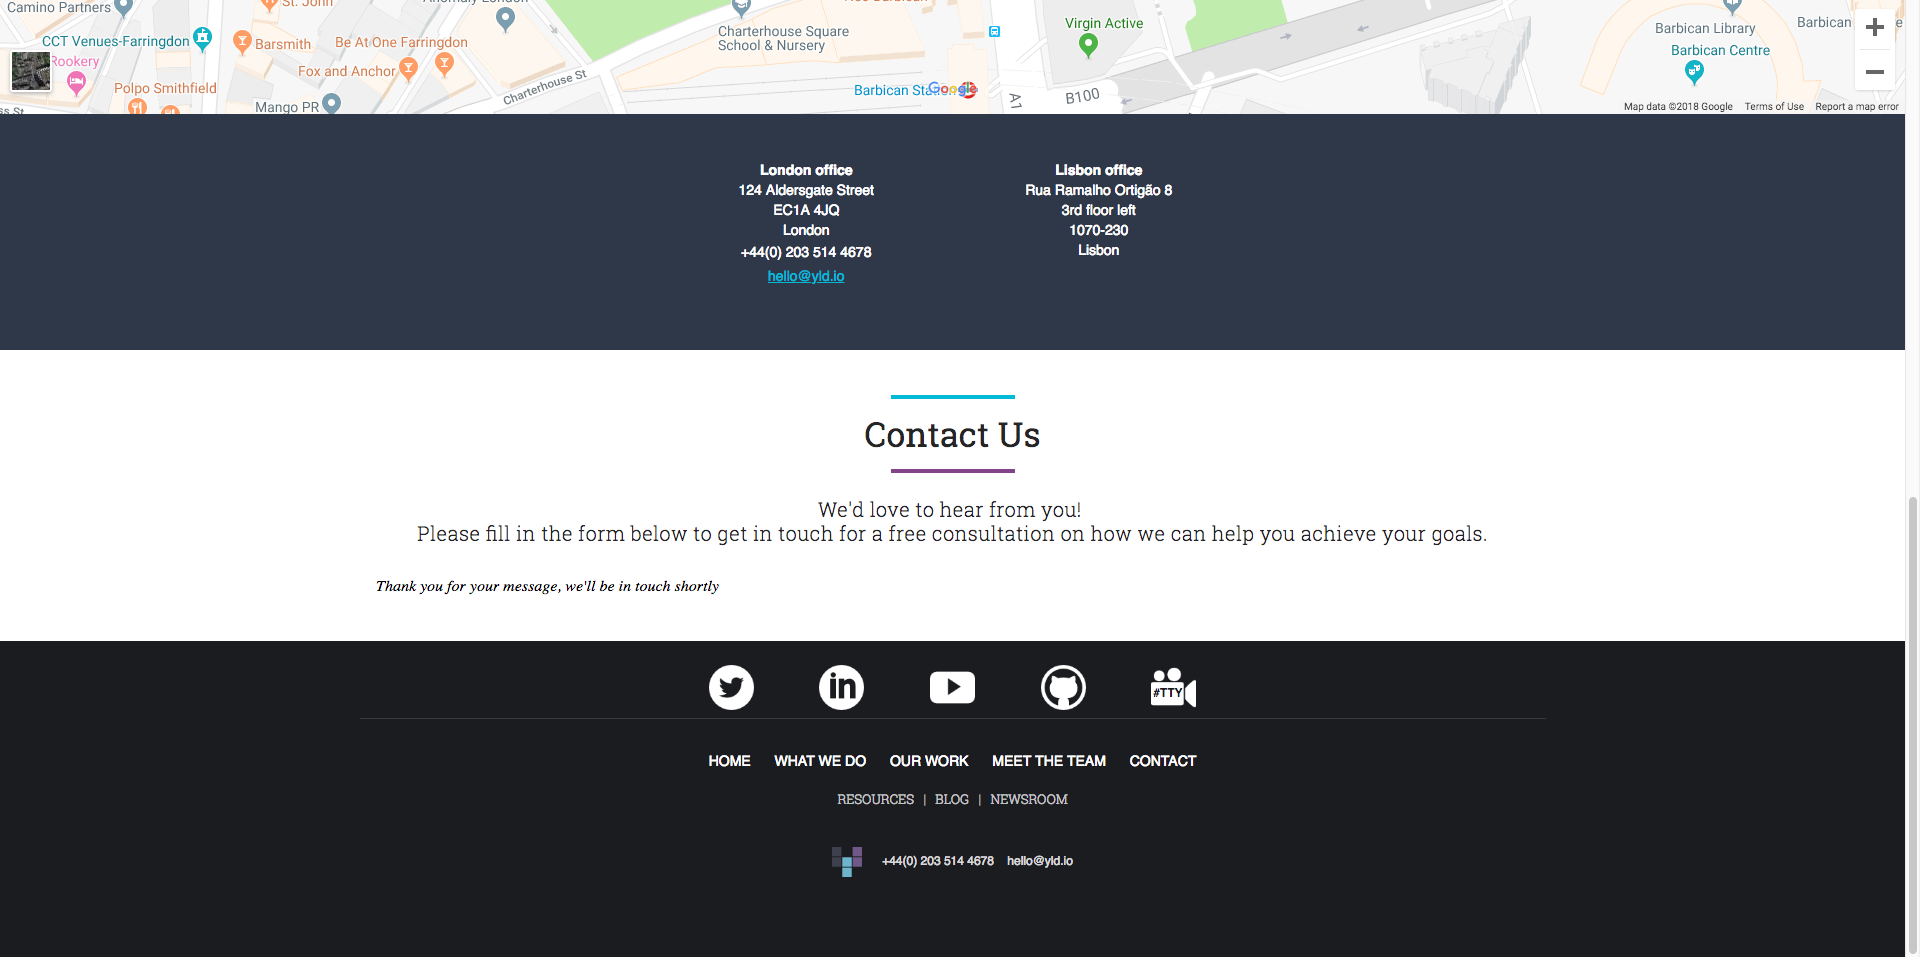 Camino Partners
St. John
CCT Venues-Farringdon
Barsmith
Be At One Farringdon
Charterhouse Square
School & Nursery
Virgin Active
Barbican Library
Barbican
Barbican Centre
Rookery
Fox and Anchor
Polpo Smithfield
Mango PR
Charterhouse St
Barbican
Google
A1
B100
Map data ©2018 Google
Terms of Use
Report a map error
London office
124 Aldersgate Street
EC1A 4JQ
London
+44(0) 203 514 4678
hello@yld.io
Lisbon office
Rua Ramalho Ortigão 8
3rd floor left
1070-230
Lisbon
Contact Us
We'd love to hear from you!
Please fill in the form below to get in touch for a free consultation on how we can help you achieve your goals.
Thank you for your message, we'll be in touch shortly
in
#TTY
HOME WHAT WE DO OUR WORK MEET THE TEAM CONTACT
RESOURCES | BLOG | NEWSROOM
+44(0) 203 514 4678 hello@yld.io